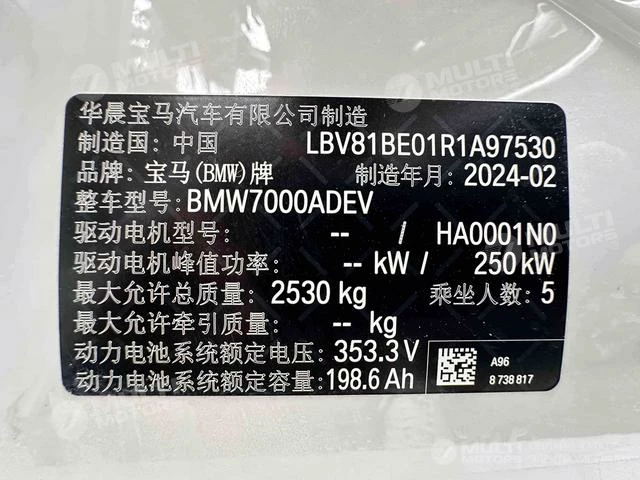 华晨宝马汽车有限公司制造
制造国：中国 LBV81BE01R1A97530
品牌：宝马(BMW)牌 制造年月：2024-02
整车型号：BMW7000ADEV
驱动电机型号： -- / HA0001N0
驱动电机峰值功率： -- kW / 250 kW
最大允许总质量：2530 kg 乘坐人数：5
最大允许牵引质量： -- kg
动力电池系统额定电压：353.3 V
动力电池系统额定容量：198.6 Ah
A96
8 738 817
MULTI MOTORS